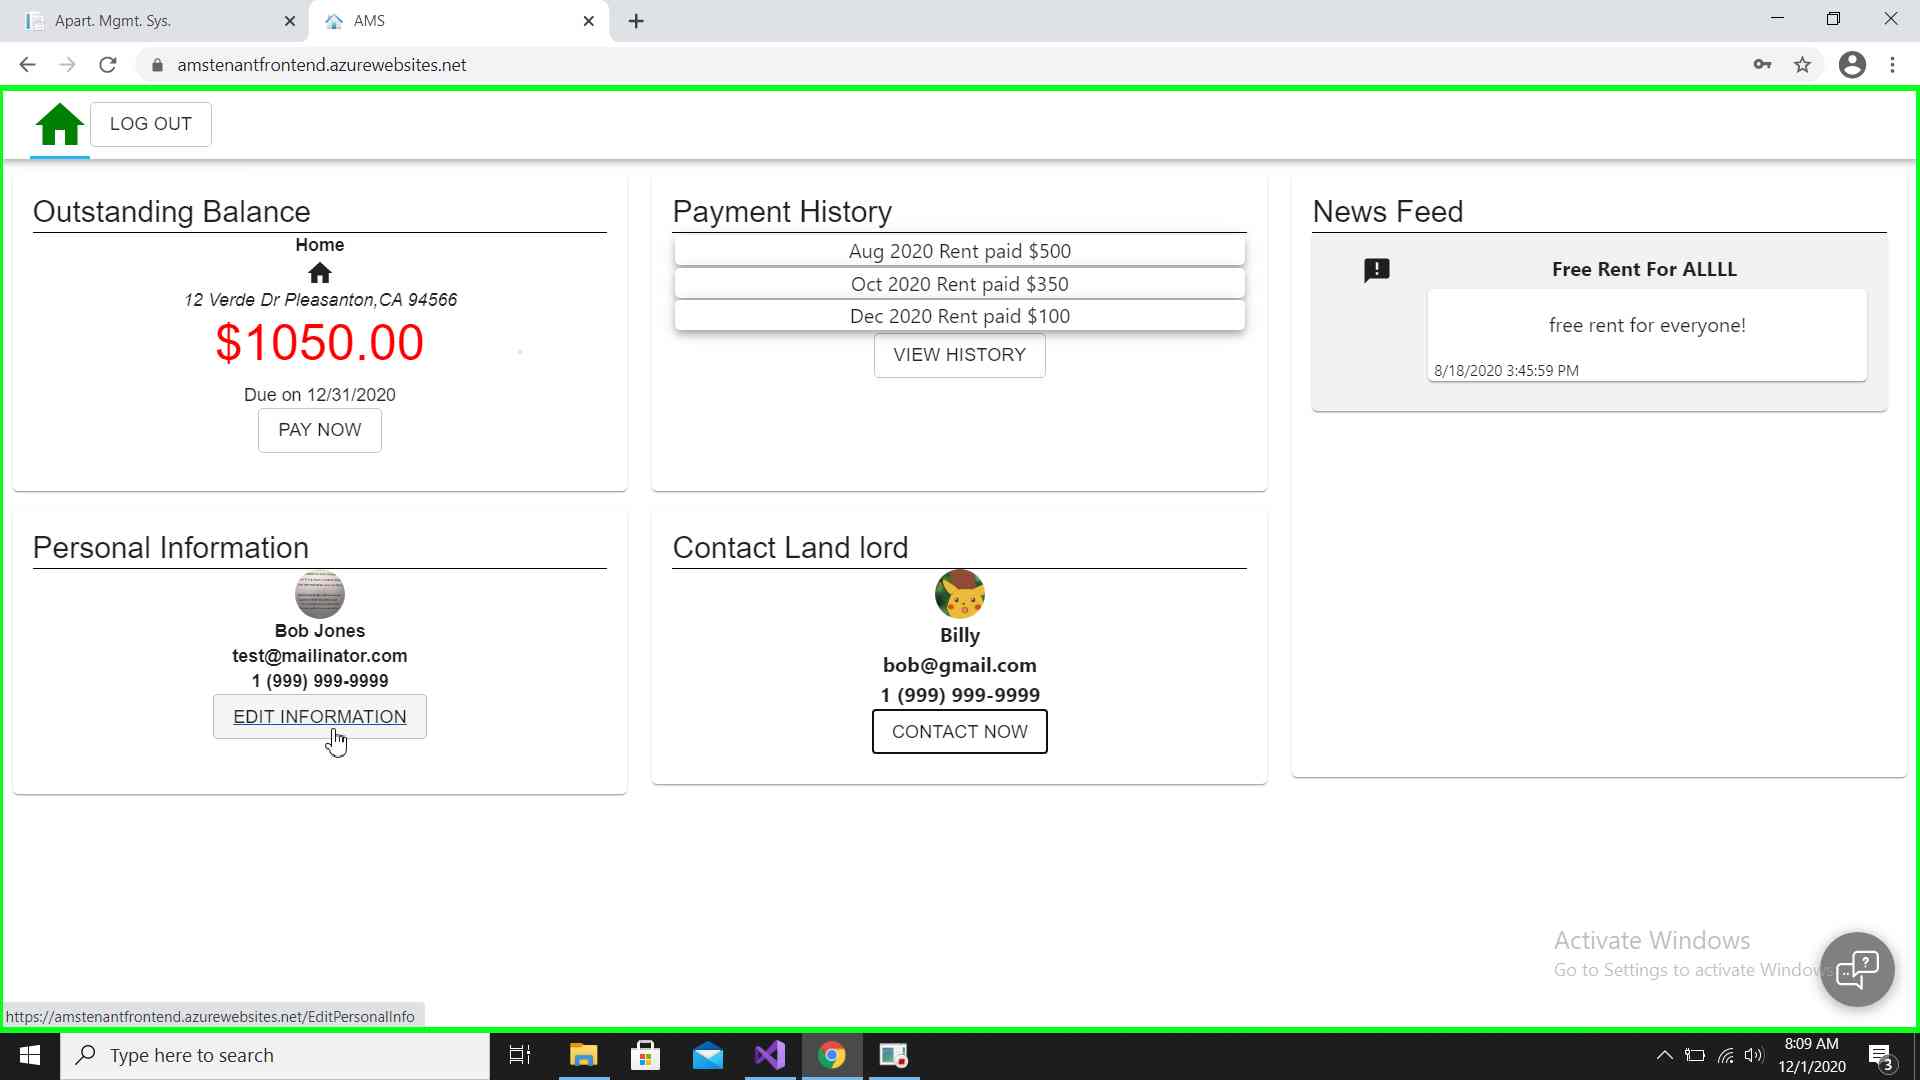 Apart. Mgmt. Sys.
AMS
amstenantfrontend.azurewebsites.net
LOG OUT
Outstanding Balance
Home
12 Verde Dr Pleasanton,CA 94566
$1050.00
Due on 12/31/2020
PAY NOW
Payment History
Aug 2020 Rent paid $500
Oct 2020 Rent paid $350
Dec 2020 Rent paid $100
VIEW HISTORY
News Feed
Free Rent For ALLLL
free rent for everyone!
8/18/2020 3:45:59 PM
Personal Information
Bob Jones
test@mailinator.com
1 (999) 999-9999
EDIT INFORMATION
Contact Land lord
Billy
bob@gmail.com
1 (999) 999-9999
CONTACT NOW
Activate Windows
Go to Settings to activate Windows
https://amstenantfrontend.azurewebsites.net/EditPersonalInfo
Type here to search
8:09 AM
12/1/2020
3